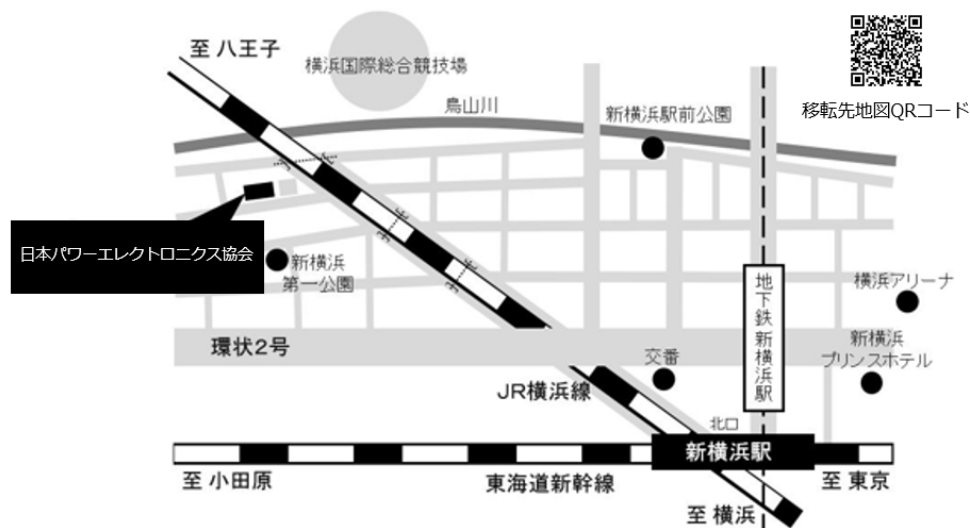 至 八王子
横浜国際総合競技場
鳥山川
新横浜駅前公園
移転先地図QRコード
日本パワーエレクトロニクス協会
新横浜
第一公園
地下鉄 新横浜駅
横浜アリーナ
環状2号
交番
新横浜
プリンスホテル
JR横浜線
北口
新横浜駅
至 小田原
東海道新幹線
至 東京
至 横浜